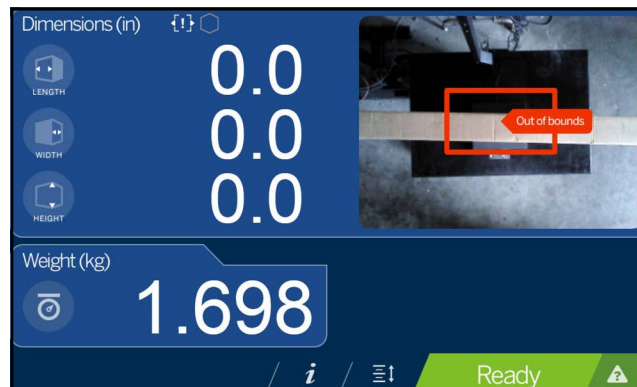 Dimensions (in)
{!}
LENGTH
0.0
WIDTH
0.0
HEIGHT
0.0
Out of bounds
Weight (kg)
1.698
i
Ready
?